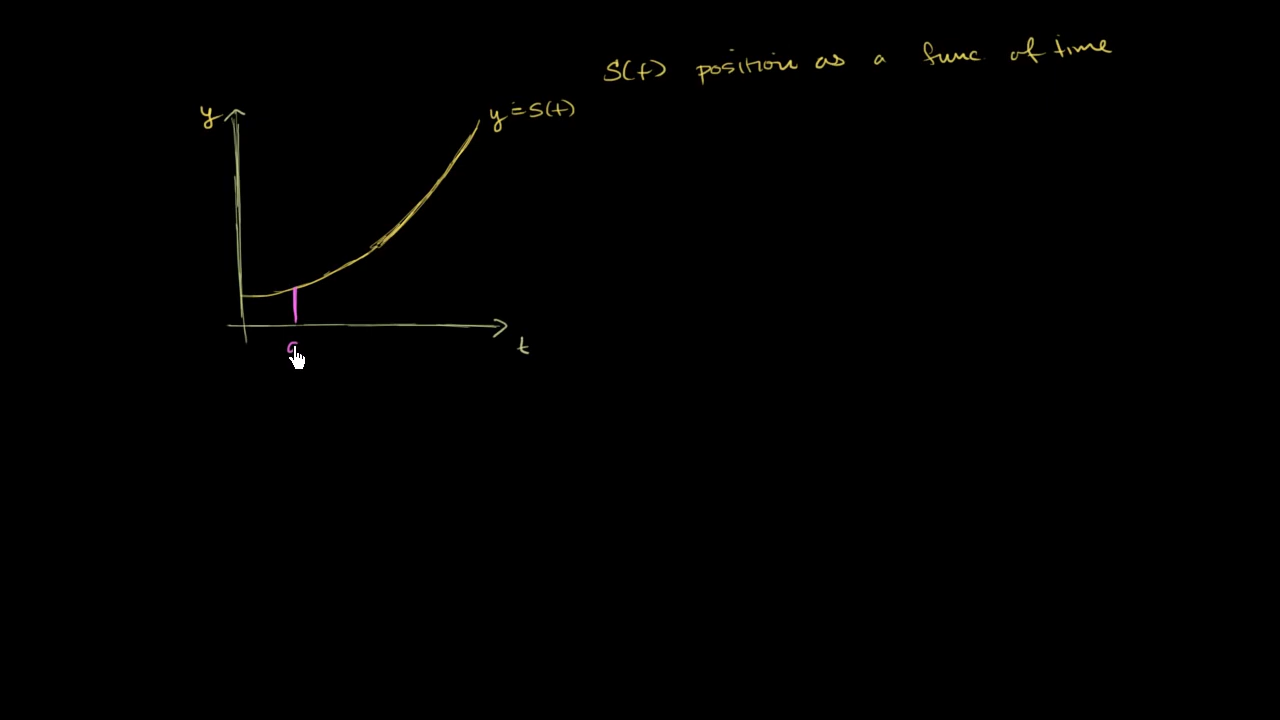 S(t) position as a func. of time
y
y = S(t)
t